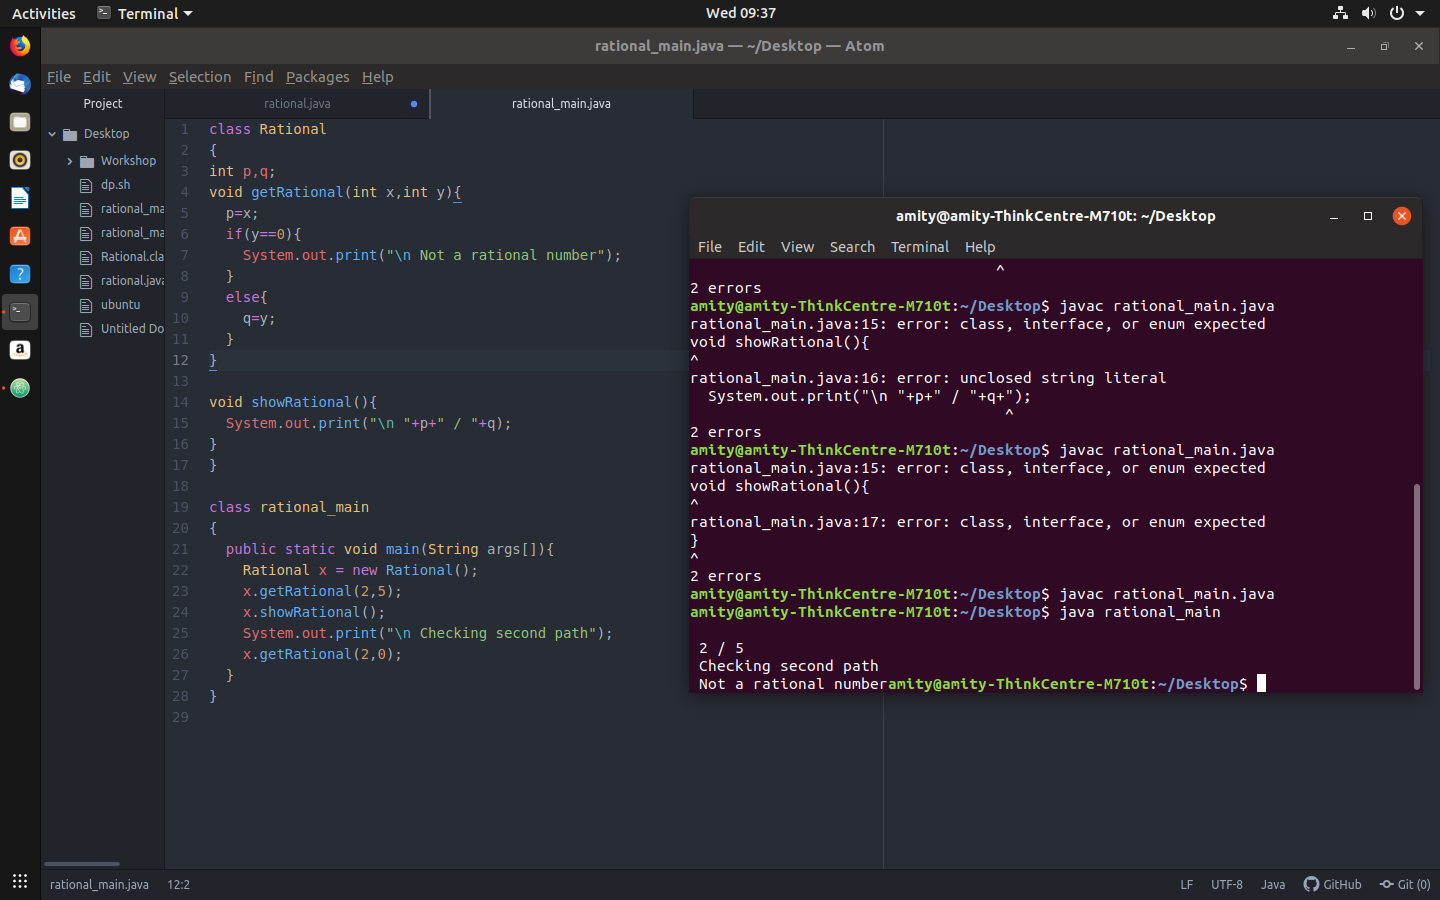 Activities Terminal Wed 09:37
rational_main.java — ~/Desktop — Atom
File Edit View Selection Find Packages Help
Project rational.java rational_main.java
Desktop
Workshop
dp.sh
rational_ma
rational_ma
Rational.cla
rational.java
ubuntu
Untitled Do
1 class Rational
2 {
3 int p,q;
4 void getRational(int x,int y){
5 p=x;
6 if(y==0){
7 System.out.print("\n Not a rational number");
8 }
9 else{
10 q=y;
11 }
12 }
13
14 void showRational(){
15 System.out.print("\n "+p+" / "+q);
16 }
17 }
18
19 class rational_main
20 {
21 public static void main(String args[]){
22 Rational x = new Rational();
23 x.getRational(2,5);
24 x.showRational();
25 System.out.print("\n Checking second path");
26 x.getRational(2,0);
27 }
28 }
29
amity@amity-ThinkCentre-M710t: ~/Desktop
File Edit View Search Terminal Help
^
2 errors
amity@amity-ThinkCentre-M710t:~/Desktop$ javac rational_main.java
rational_main.java:15: error: class, interface, or enum expected
void showRational(){
^
rational_main.java:16: error: unclosed string literal
System.out.print("\n "+p+" / "+q+");
^
2 errors
amity@amity-ThinkCentre-M710t:~/Desktop$ javac rational_main.java
rational_main.java:15: error: class, interface, or enum expected
void showRational(){
^
rational_main.java:17: error: class, interface, or enum expected
}
^
2 errors
amity@amity-ThinkCentre-M710t:~/Desktop$ javac rational_main.java
amity@amity-ThinkCentre-M710t:~/Desktop$ java rational_main
2 / 5
Checking second path
Not a rational numberamity@amity-ThinkCentre-M710t:~/Desktop$
rational_main.java 12:2 LF UTF-8 Java GitHub Git (0)